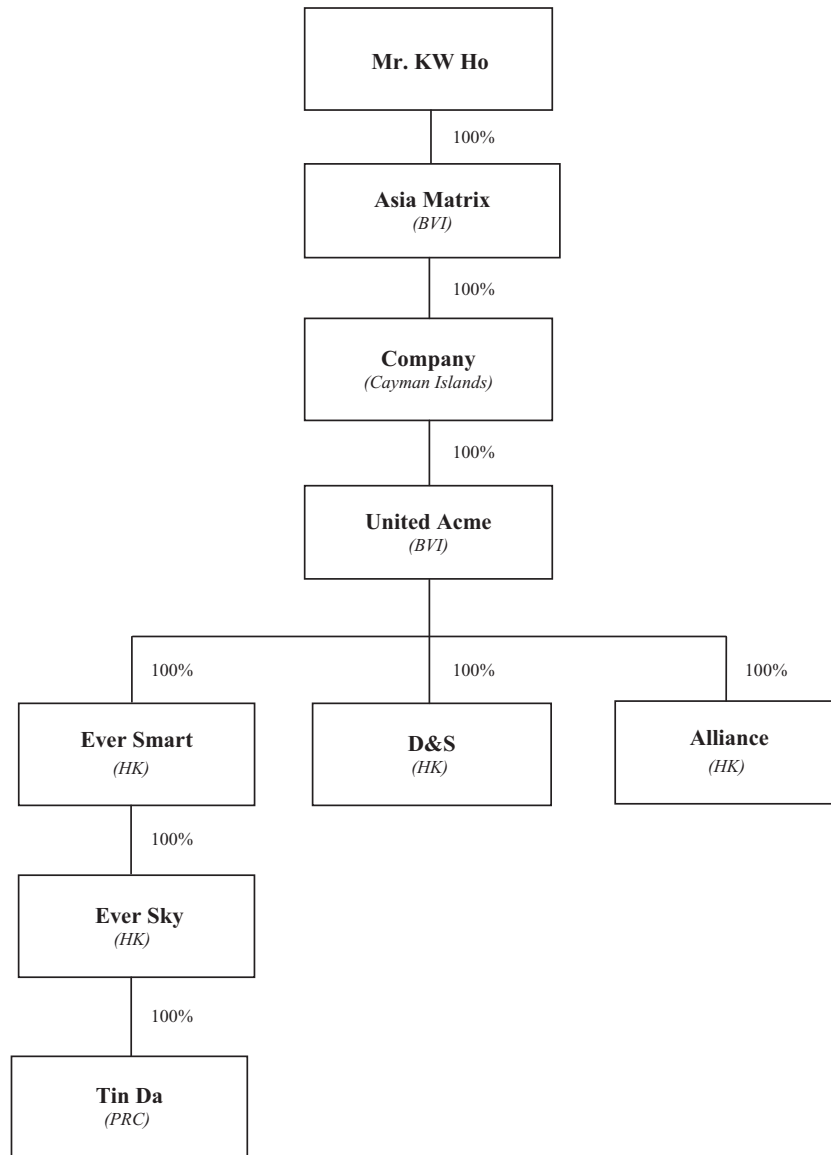 Mr. KW Ho
100%
Asia Matrix
(BVI)
100%
Company
(Cayman Islands)
100%
United Acme
(BVI)
100%
100%
100%
Ever Smart
(HK)
D&S
(HK)
Alliance
(HK)
100%
Ever Sky
(HK)
100%
Tin Da
(PRC)